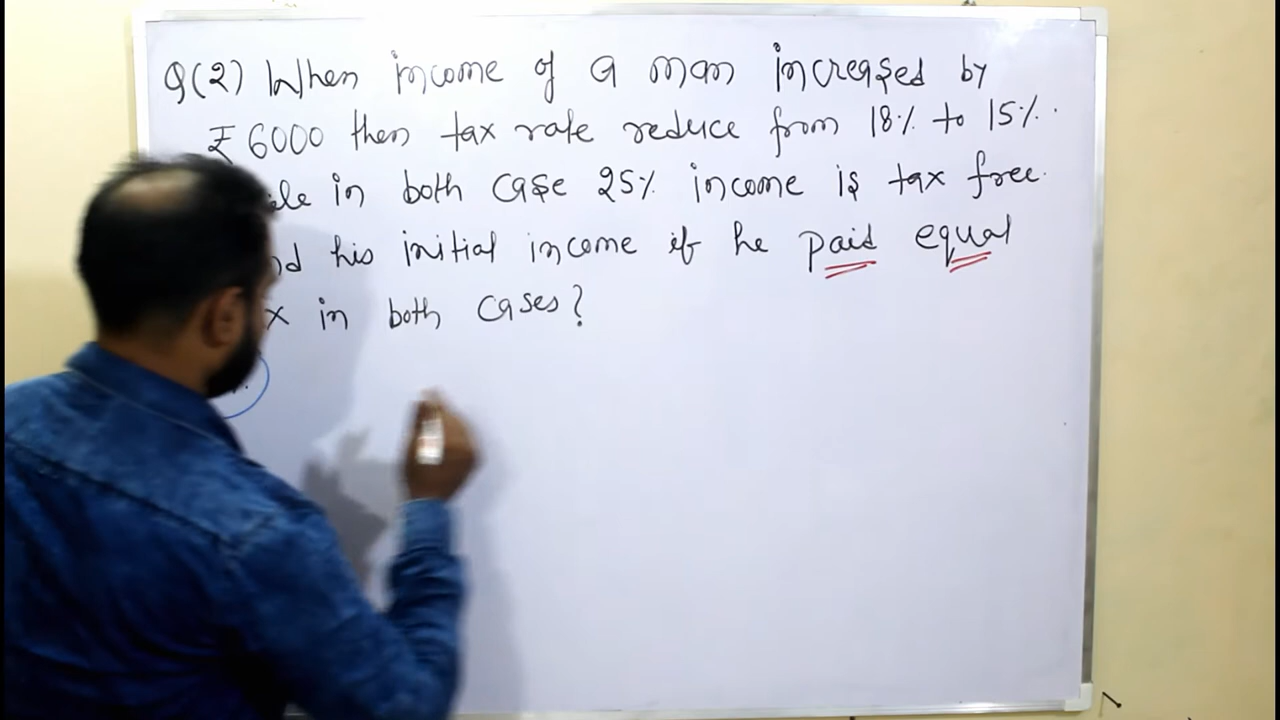 Q(2) When income of a man increased by
₹ 6000 then tax rate reduce from 18% to 15%.
in both case 25% income is tax free.
his initial income if he paid equal
in both cases?